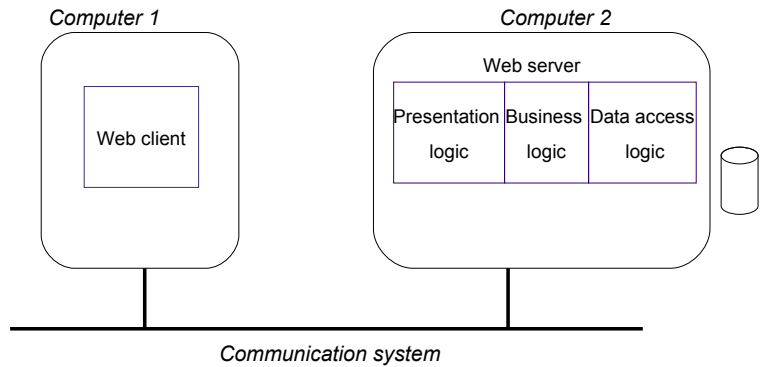 Computer 1
Computer 2
Web server
Web client
Presentation logic
Business logic
Data access logic
Communication system